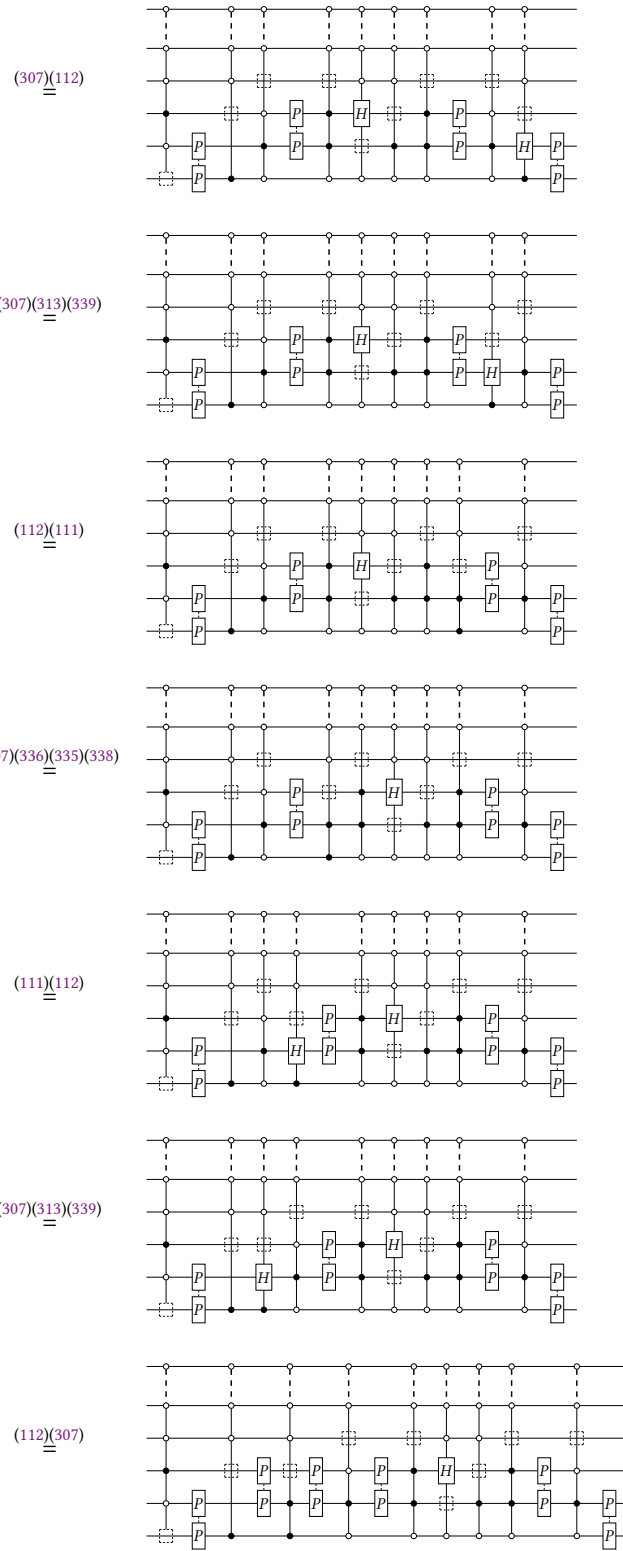 (307)(112)
=
P H P
P P P H P
P P
307)(313)(339)
=
P H P
P P P H P
P P
(112)(111)
=
P H P
P P P P
P P
7)(336)(335)(338)
=
P H P
P P P P
P P
(111)(112)
=
P H P
P H P P P
P P
307)(313)(339)
=
P H P
P H P P P
P P
(112)(307)
=
P P P H P
P P P P P P
P P